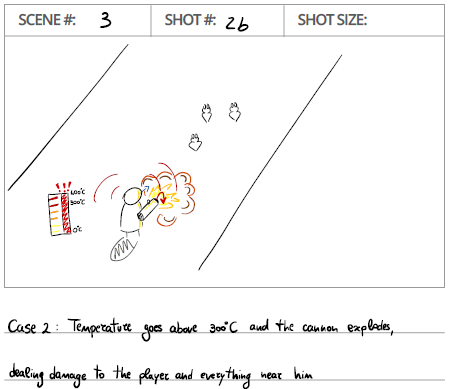 SCENE #: 3 SHOT #: 2b SHOT SIZE:
!!!
400°C
300°C
0°C
Case 2: Temperature goes above 300°C and the cannon explodes,
dealing damage to the player and everything near him